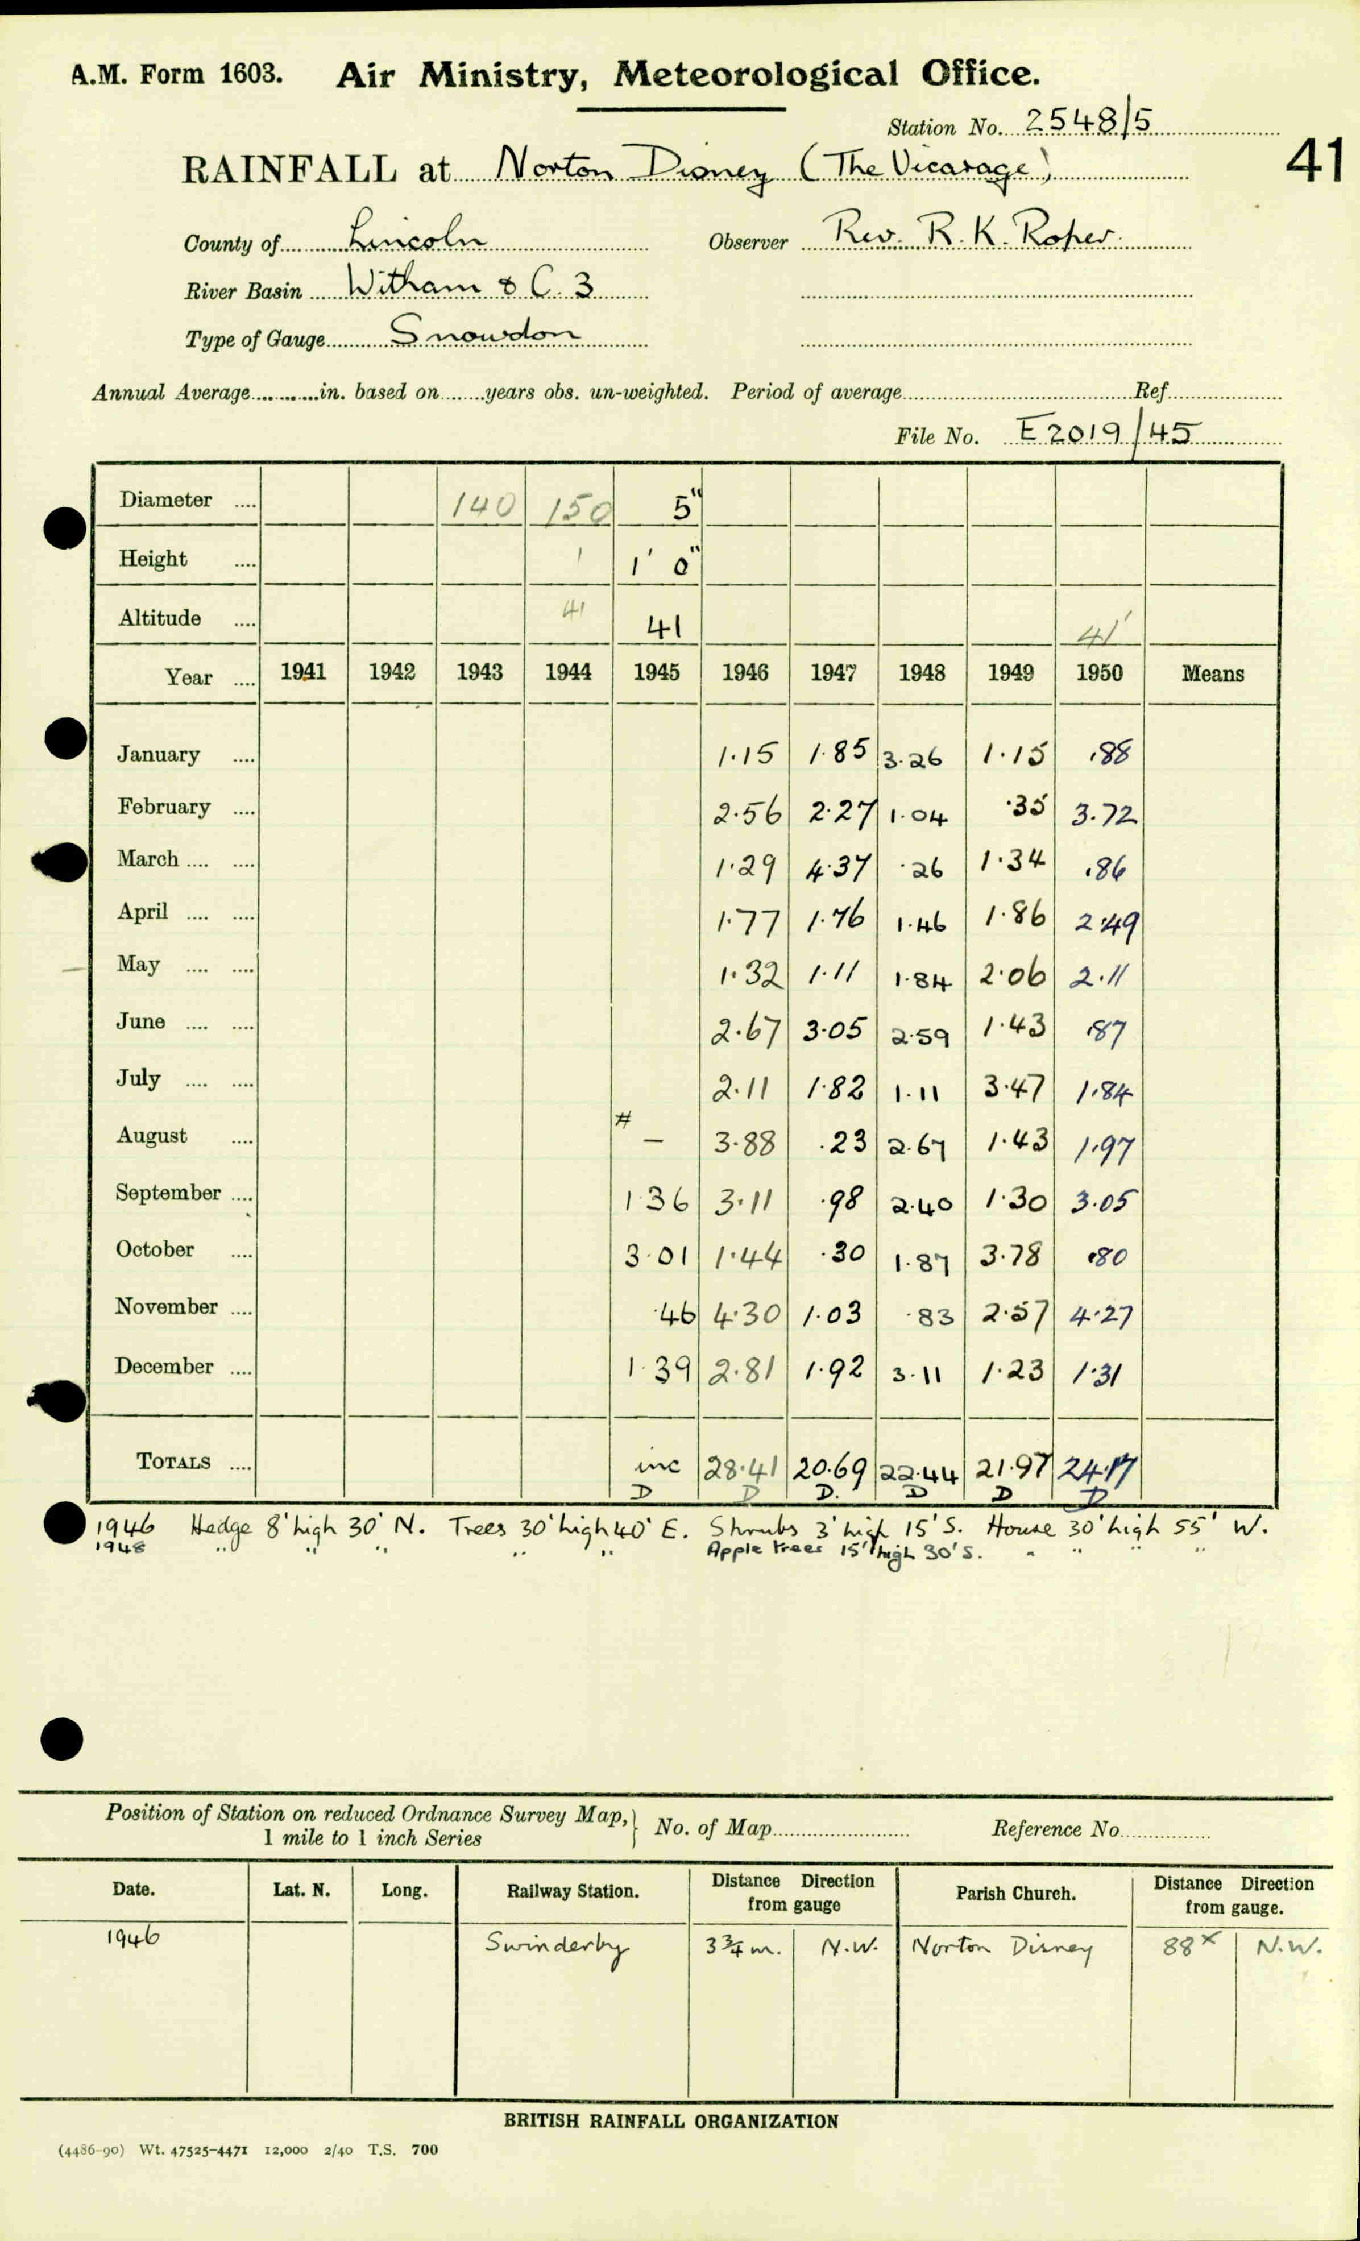 A.M. Form 1603. Air Ministry, Meteorological Office.
Station No. 2548/5
41
RAINFALL at Norton Disney (The Vicarage)
County of Lincoln Observer Rev. R. K. Roper.
River Basin Witham & C. 3
Type of Gauge Snowdon
Annual Average in. based on years obs. un-weighted. Period of average Ref
File No. E2019/45
Diameter 140 150 5"
Height 1 1' 0"
Altitude 41 41 41'
Year 1941 1942 1943 1944 1945 1946 1947 1948 1949 1950 Means
January 1.15 1.85 3.26 1.15 .88
February 2.56 2.27 1.04 .35 3.72
March 1.29 4.37 .26 1.34 .86
April 1.77 1.76 1.46 1.86 2.49
May 1.32 1.11 1.84 2.06 2.11
June 2.67 3.05 2.59 1.43 .87
July 2.11 1.82 1.11 3.47 1.84
August # – 3.88 .23 2.67 1.43 1.97
September 1.36 3.11 .98 2.40 1.30 3.05
October 3.01 1.44 .30 1.87 3.78 .80
November .46 4.30 1.03 .83 2.57 4.27
December 1.39 2.81 1.92 3.11 1.23 1.31
TOTALS inc 28.41 20.69 22.44 21.97 24.17
D D D. D D D
1946 Hedge 8' high 30' N. Trees 30' high 40' E. Shrubs 3' high 15' S. House 30' high 55' W.
1948 " " " " " Apple trees 15' high 30' S. " " " "
Position of Station on reduced Ordnance Survey Map, } No. of Map Reference No
1 mile to 1 inch Series
Date. Lat. N. Long. Railway Station. Distance Direction from gauge Parish Church. Distance Direction from gauge.
1946 Swinderby 3¾ m. N.W. Norton Disney 88ˣ N.W.
BRITISH RAINFALL ORGANIZATION
(4486-90) Wt. 47525-4471 12,000 2/40 T.S. 700